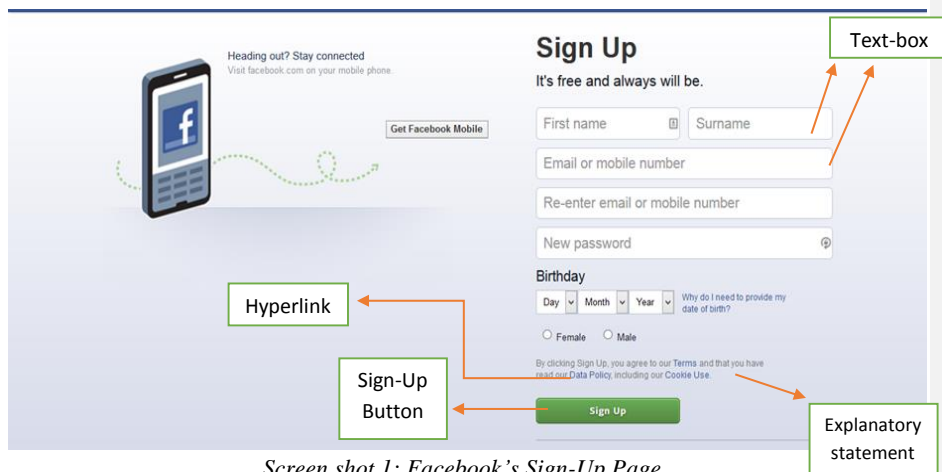 Heading out? Stay connected
Visit facebook.com on your mobile phone.
Get Facebook Mobile
Sign Up
It's free and always will be.
Text-box
First name
Surname
Email or mobile number
Re-enter email or mobile number
New password
Birthday
Day Month Year
Why do I need to provide my
date of birth?
Female Male
Hyperlink
By clicking Sign Up, you agree to our Terms and that you have
read our Data Policy, including our Cookie Use.
Sign-Up
Button
Sign Up
Explanatory
statement
Screen shot 1: Facebook's Sign-Up Page